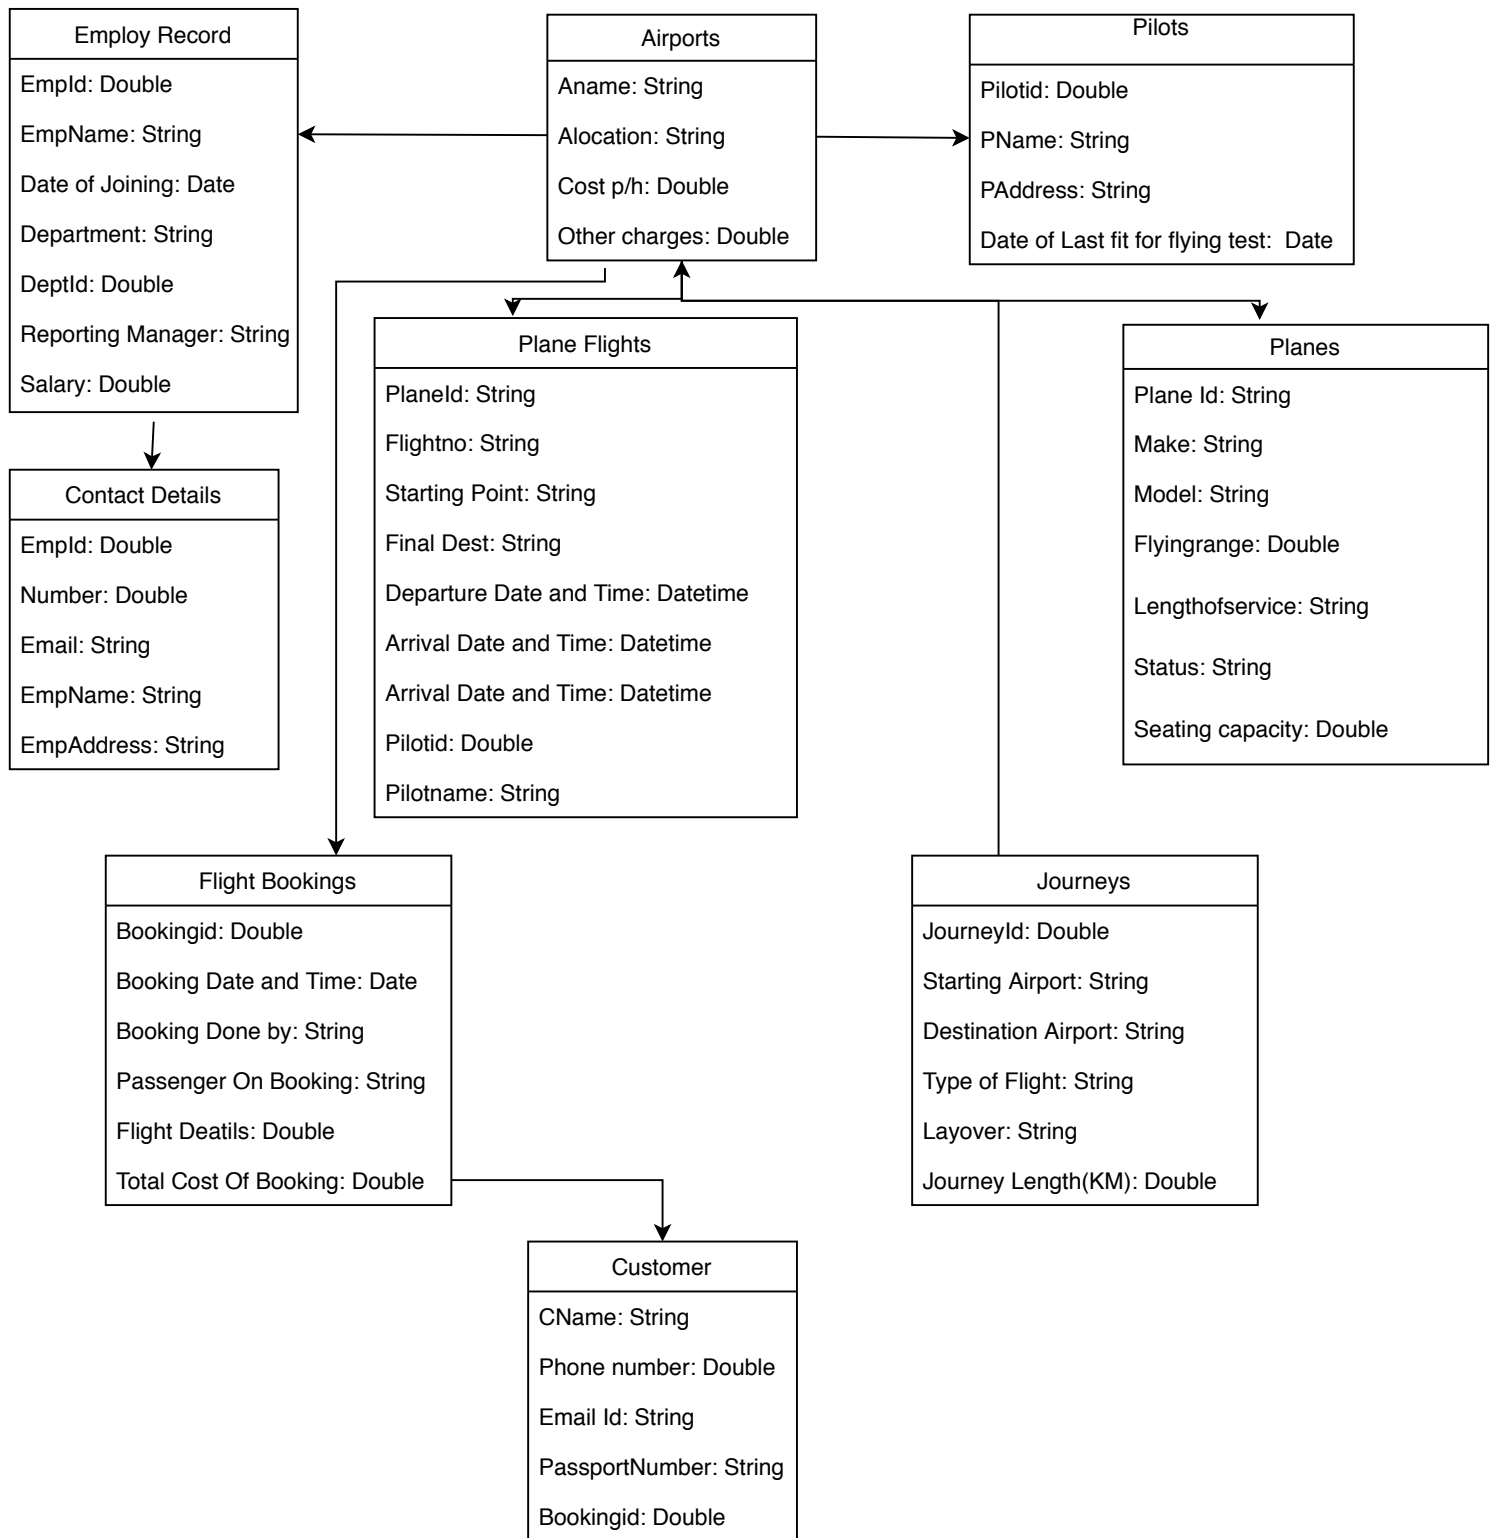 Employ Record
EmpId: Double
EmpName: String
Date of Joining: Date
Department: String
DeptId: Double
Reporting Manager: String
Salary: Double
Airports
Aname: String
Alocation: String
Cost p/h: Double
Other charges: Double
Pilots
Pilotid: Double
PName: String
PAddress: String
Date of Last fit for flying test:  Date
Contact Details
EmpId: Double
Number: Double
Email: String
EmpName: String
EmpAddress: String
Plane Flights
PlaneId: String
Flightno: String
Starting Point: String
Final Dest: String
Departure Date and Time: Datetime
Arrival Date and Time: Datetime
Arrival Date and Time: Datetime
Pilotid: Double
Pilotname: String
Planes
Plane Id: String
Make: String
Model: String
Flyingrange: Double
Lengthofservice: String
Status: String
Seating capacity: Double
Flight Bookings
Bookingid: Double
Booking Date and Time: Date
Booking Done by: String
Passenger On Booking: String
Flight Deatils: Double
Total Cost Of Booking: Double
Journeys
JourneyId: Double
Starting Airport: String
Destination Airport: String
Type of Flight: String
Layover: String
Journey Length(KM): Double
Customer
CName: String
Phone number: Double
Email Id: String
PassportNumber: String
Bookingid: Double